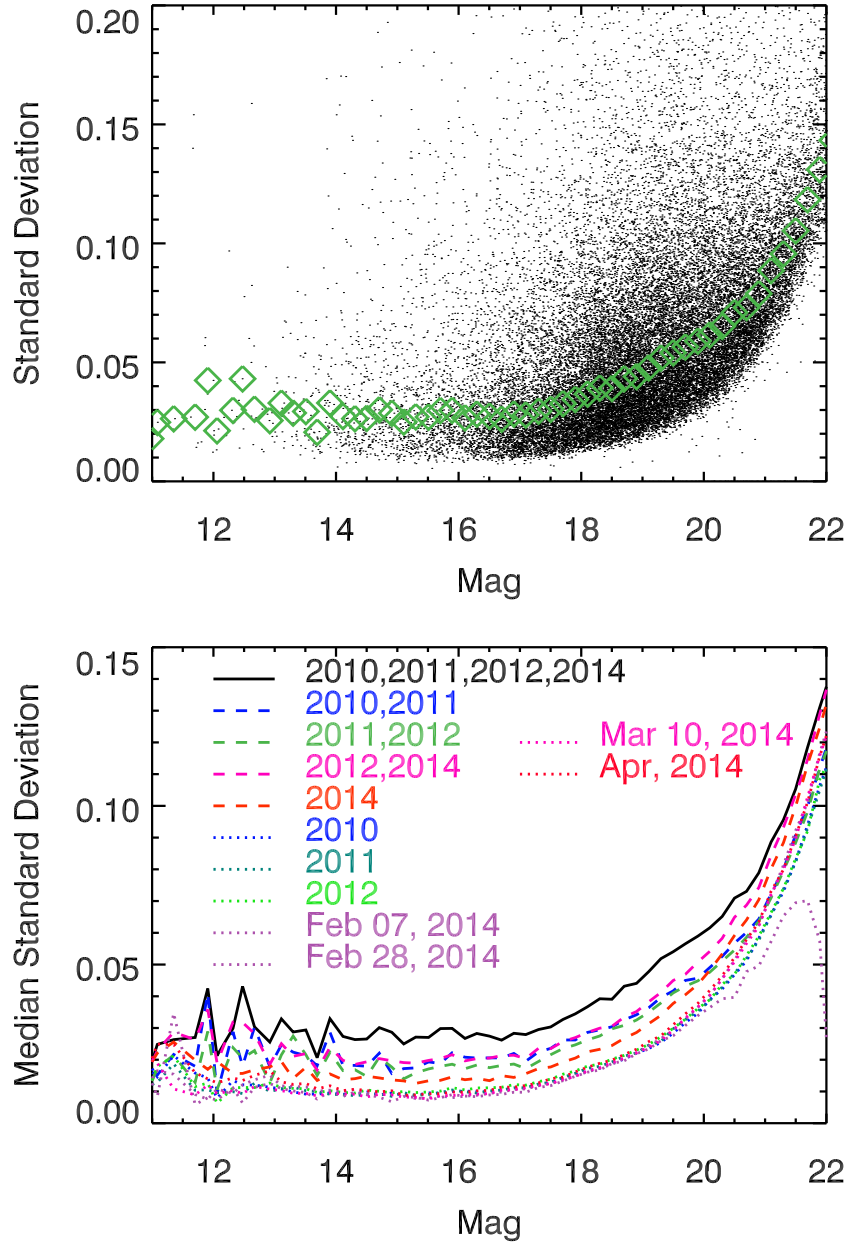 0.20
0.15
0.10
0.05
0.00
Standard Deviation
12 14 16 18 20 22
Mag
0.15
0.10
0.05
0.00
Median Standard Deviation
2010,2011,2012,2014
2010,2011
2011,2012
2012,2014
2014
2010
2011
2012
Feb 07, 2014
Feb 28, 2014
Mar 10, 2014
Apr, 2014
12 14 16 18 20 22
Mag